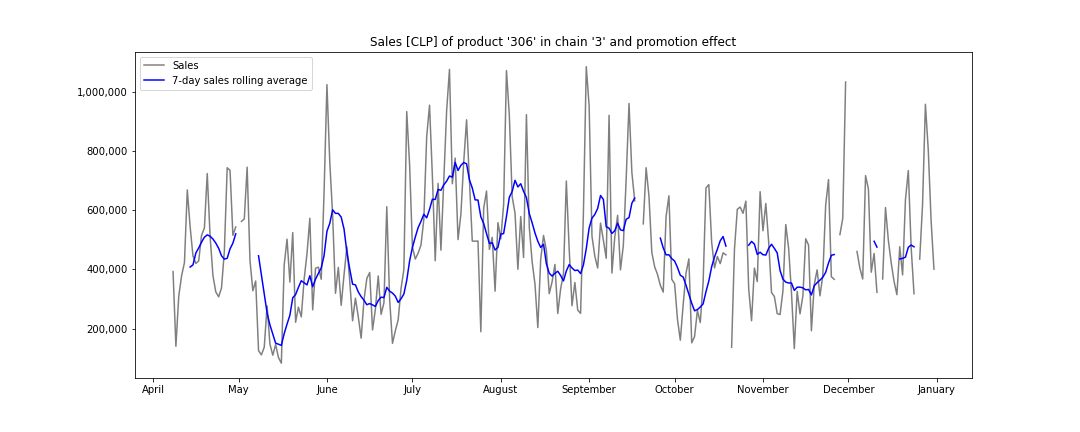 Sales [CLP] of product '306' in chain '3' and promotion effect
Sales
7-day sales rolling average
1,000,000
800,000
600,000
400,000
200,000
April May June July August September October November December January